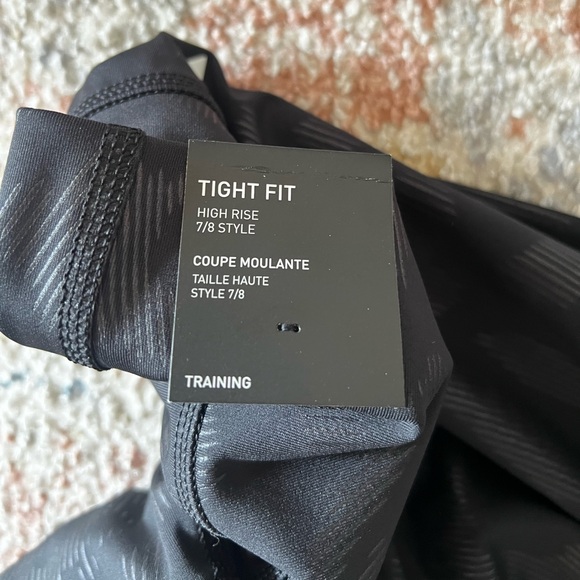 TIGHT FIT
HIGH RISE
7/8 STYLE
COUPE MOULANTE
TAILLE HAUTE
STYLE 7/8
TRAINING